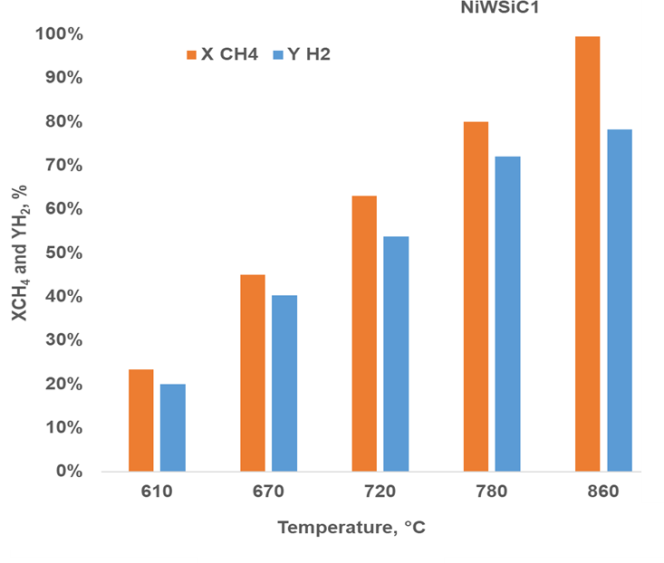 NiWSiC1
X CH4 Y H2
100%
90%
80%
70%
60%
50%
40%
30%
20%
10%
0%
XCH₄ and YH₂, %
610 670 720 780 860
Temperature, °C